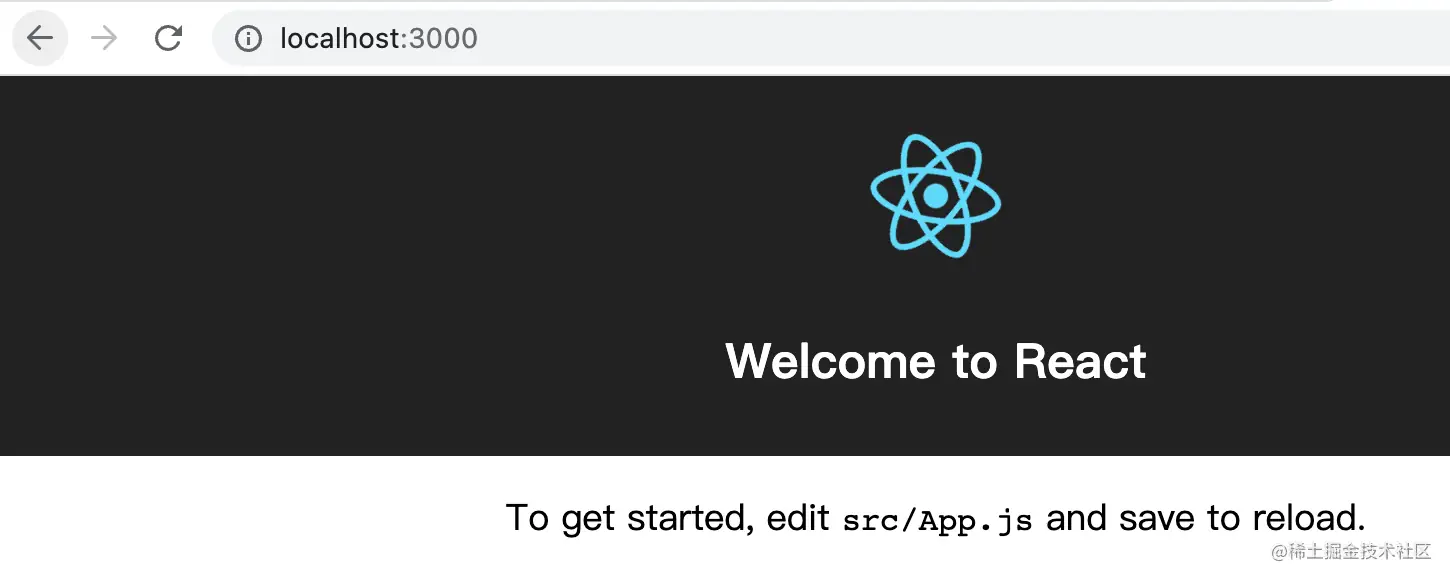 localhost:3000
Welcome to React
To get started, edit src/App.js and save to reload.
@稀土掘金技术社区